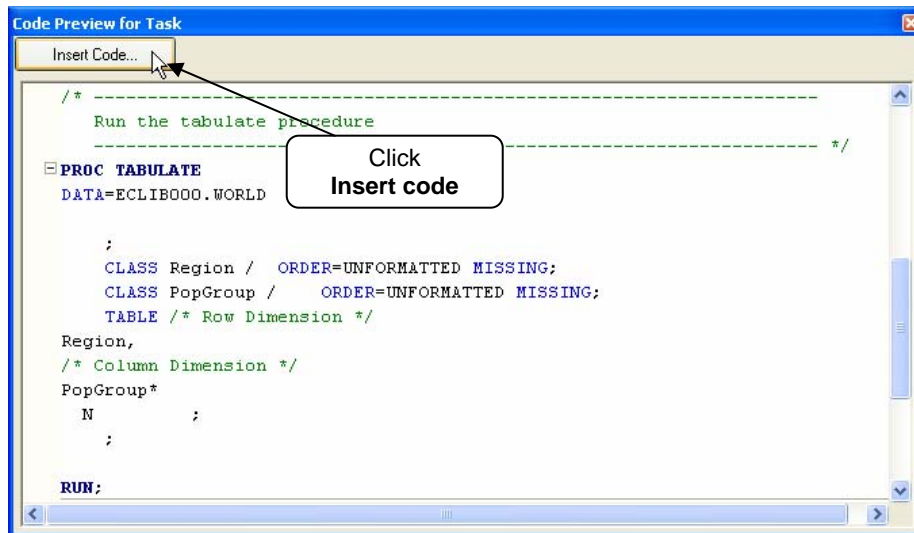 Code Preview for Task
Insert Code...
/* -------------------------------------------------------------------
Run the tabulate procedure
------------------------------------------------------------------- */
Click
Insert code
PROC TABULATE
DATA=ECLIB000.WORLD
;
CLASS Region /  ORDER=UNFORMATTED MISSING;
CLASS PopGroup /    ORDER=UNFORMATTED MISSING;
TABLE /* Row Dimension */
Region,
/* Column Dimension */
PopGroup*
N         ;
;
RUN;